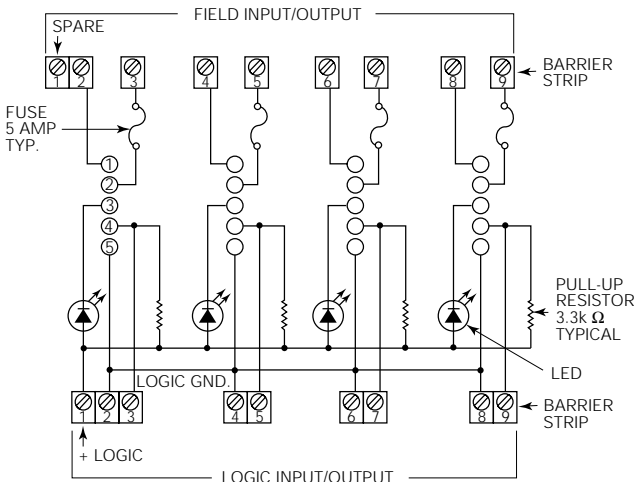 FIELD INPUT/OUTPUT
SPARE
1 2 3 4 5 6 7 8 9
BARRIER
STRIP
FUSE
5 AMP
TYP.
1
2
3
4
5
PULL-UP
RESISTOR
3.3k Ω
TYPICAL
LED
LOGIC GND.
1 2 3 4 5 6 7 8 9
BARRIER
STRIP
+ LOGIC
LOGIC INPUT/OUTPUT